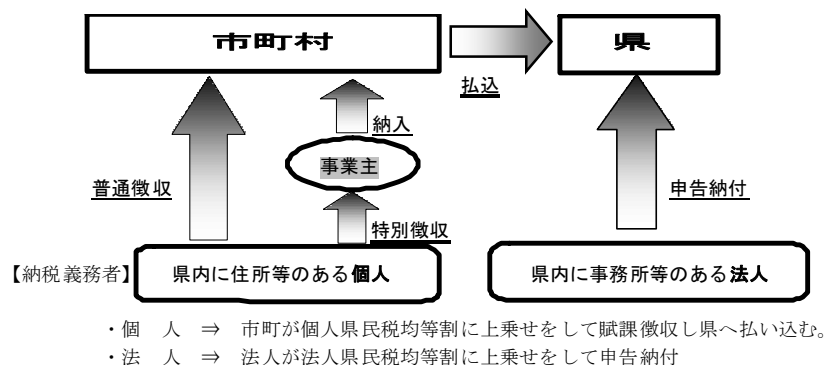 市町村
県
払込
納入
事業主
普通徴収
申告納付
特別徴収
【納税義務者】
県内に住所等のある個人
県内に事務所等のある法人
・個　人　⇒　市町が個人県民税均等割に上乗せをして賦課徴収し県へ払い込む。
・法　人　⇒　法人が法人県民税均等割に上乗せをして申告納付